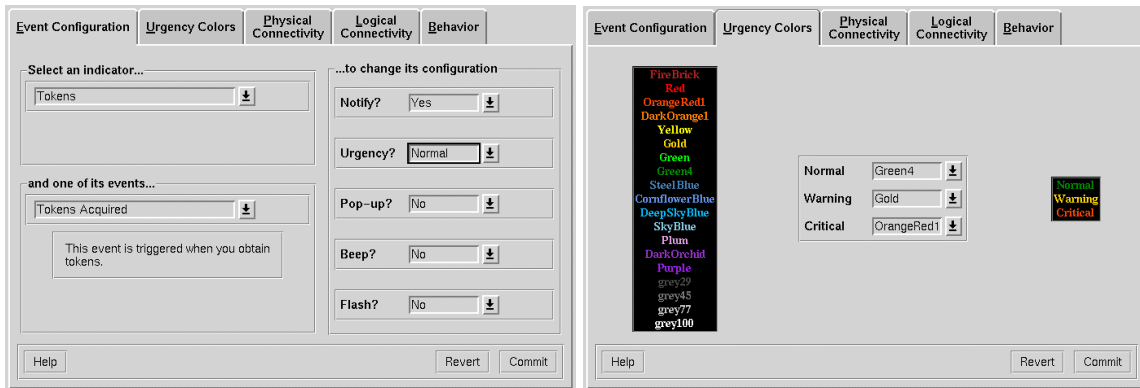 Event Configuration
Urgency Colors
Physical
Connectivity
Logical
Connectivity
Behavior
Select an indicator...
Tokens
and one of its events...
Tokens Acquired
This event is triggered when you obtain
tokens.
...to change its configuration
Notify? Yes
Urgency? Normal
Pop-up? No
Beep? No
Flash? No
Help
Revert
Commit
Event Configuration
Urgency Colors
Physical
Connectivity
Logical
Connectivity
Behavior
FireBrick
Red
OrangeRed1
DarkOrange1
Yellow
Gold
Green
Green4
SteelBlue
CornflowerBlue
DeepSkyBlue
SkyBlue
Plum
DarkOrchid
Purple
grey29
grey45
grey77
grey100
Normal Green4
Warning Gold
Critical OrangeRed1
Normal
Warning
Critical
Help
Revert
Commit